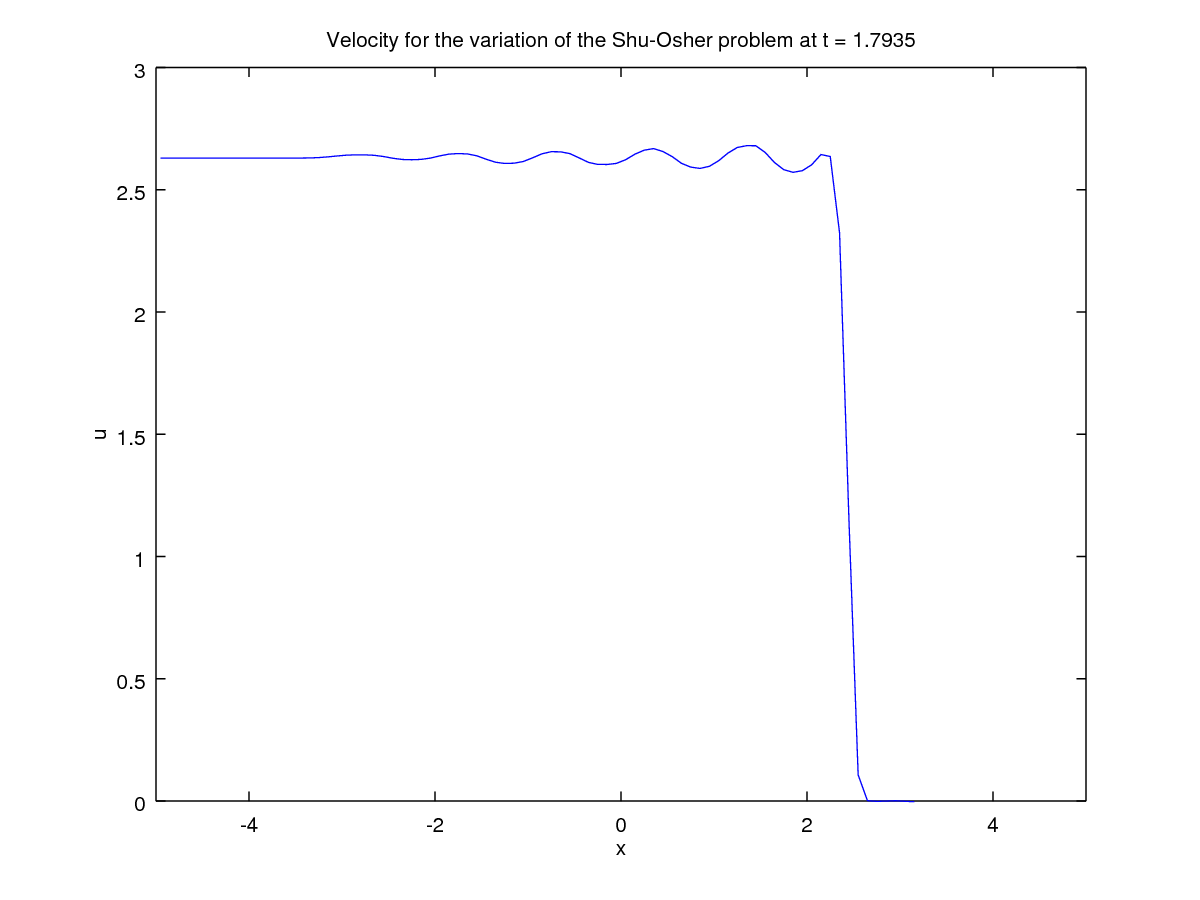 Velocity for the variation of the Shu-Osher problem at t = 1.7935
3
2.5
2
u
1.5
1
0.5
0
-4 -2 0 2 4
x